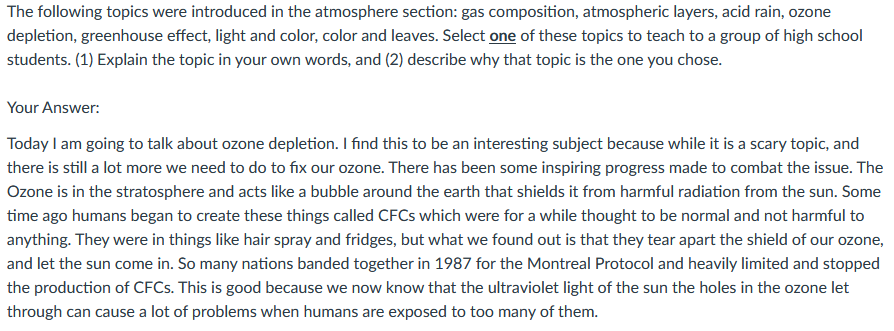 The following topics were introduced in the atmosphere section: gas composition, atmospheric layers, acid rain, ozone
depletion, greenhouse effect, light and color, color and leaves. Select one of these topics to teach to a group of high school
students. (1) Explain the topic in your own words, and (2) describe why that topic is the one you chose.
Your Answer:
Today I am going to talk about ozone depletion. I find this to be an interesting subject because while it is a scary topic, and
there is still a lot more we need to do to fix our ozone. There has been some inspiring progress made to combat the issue. The
Ozone is in the stratosphere and acts like a bubble around the earth that shields it from harmful radiation from the sun. Some
time ago humans began to create these things called CFCs which were for a while thought to be normal and not harmful to
anything. They were in things like hair spray and fridges, but what we found out is that they tear apart the shield of our ozone,
and let the sun come in. So many nations banded together in 1987 for the Montreal Protocol and heavily limited and stopped
the production of CFCs. This is good because we now know that the ultraviolet light of the sun the holes in the ozone let
through can cause a lot of problems when humans are exposed to too many of them.